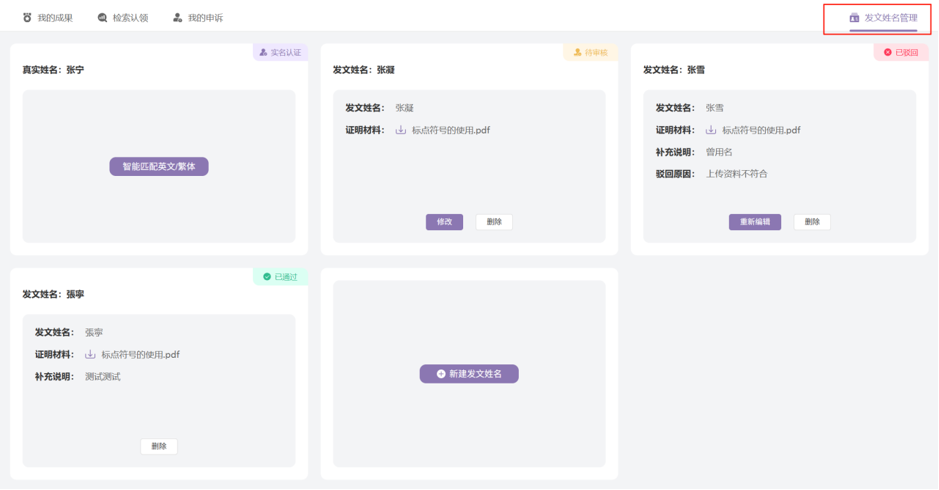 我的成果
检索认领
我的申诉
发文姓名管理
实名认证
真实姓名：张宁
智能匹配英文/繁体
待审核
发文姓名：张凝
发文姓名： 张凝
证明材料： 标点符号的使用.pdf
修改
删除
已驳回
发文姓名：张雪
发文姓名： 张雪
证明材料： 标点符号的使用.pdf
补充说明： 曾用名
驳回原因： 上传资料不符合
重新编辑
删除
已通过
发文姓名：張寧
发文姓名： 張寧
证明材料： 标点符号的使用.pdf
补充说明： 测试测试
删除
新建发文姓名